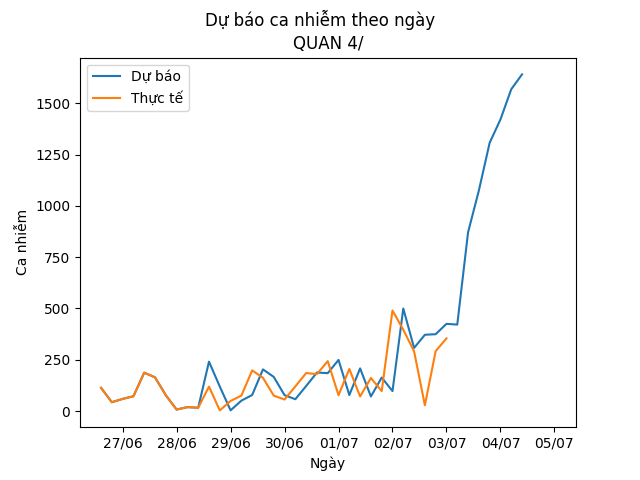 Dự báo ca nhiễm theo ngày
QUAN 4/
Dự báo
Thực tế
1500
1250
1000
750
500
250
0
Ca nhiễm
27/06 28/06 29/06 30/06 01/07 02/07 03/07 04/07 05/07
Ngày